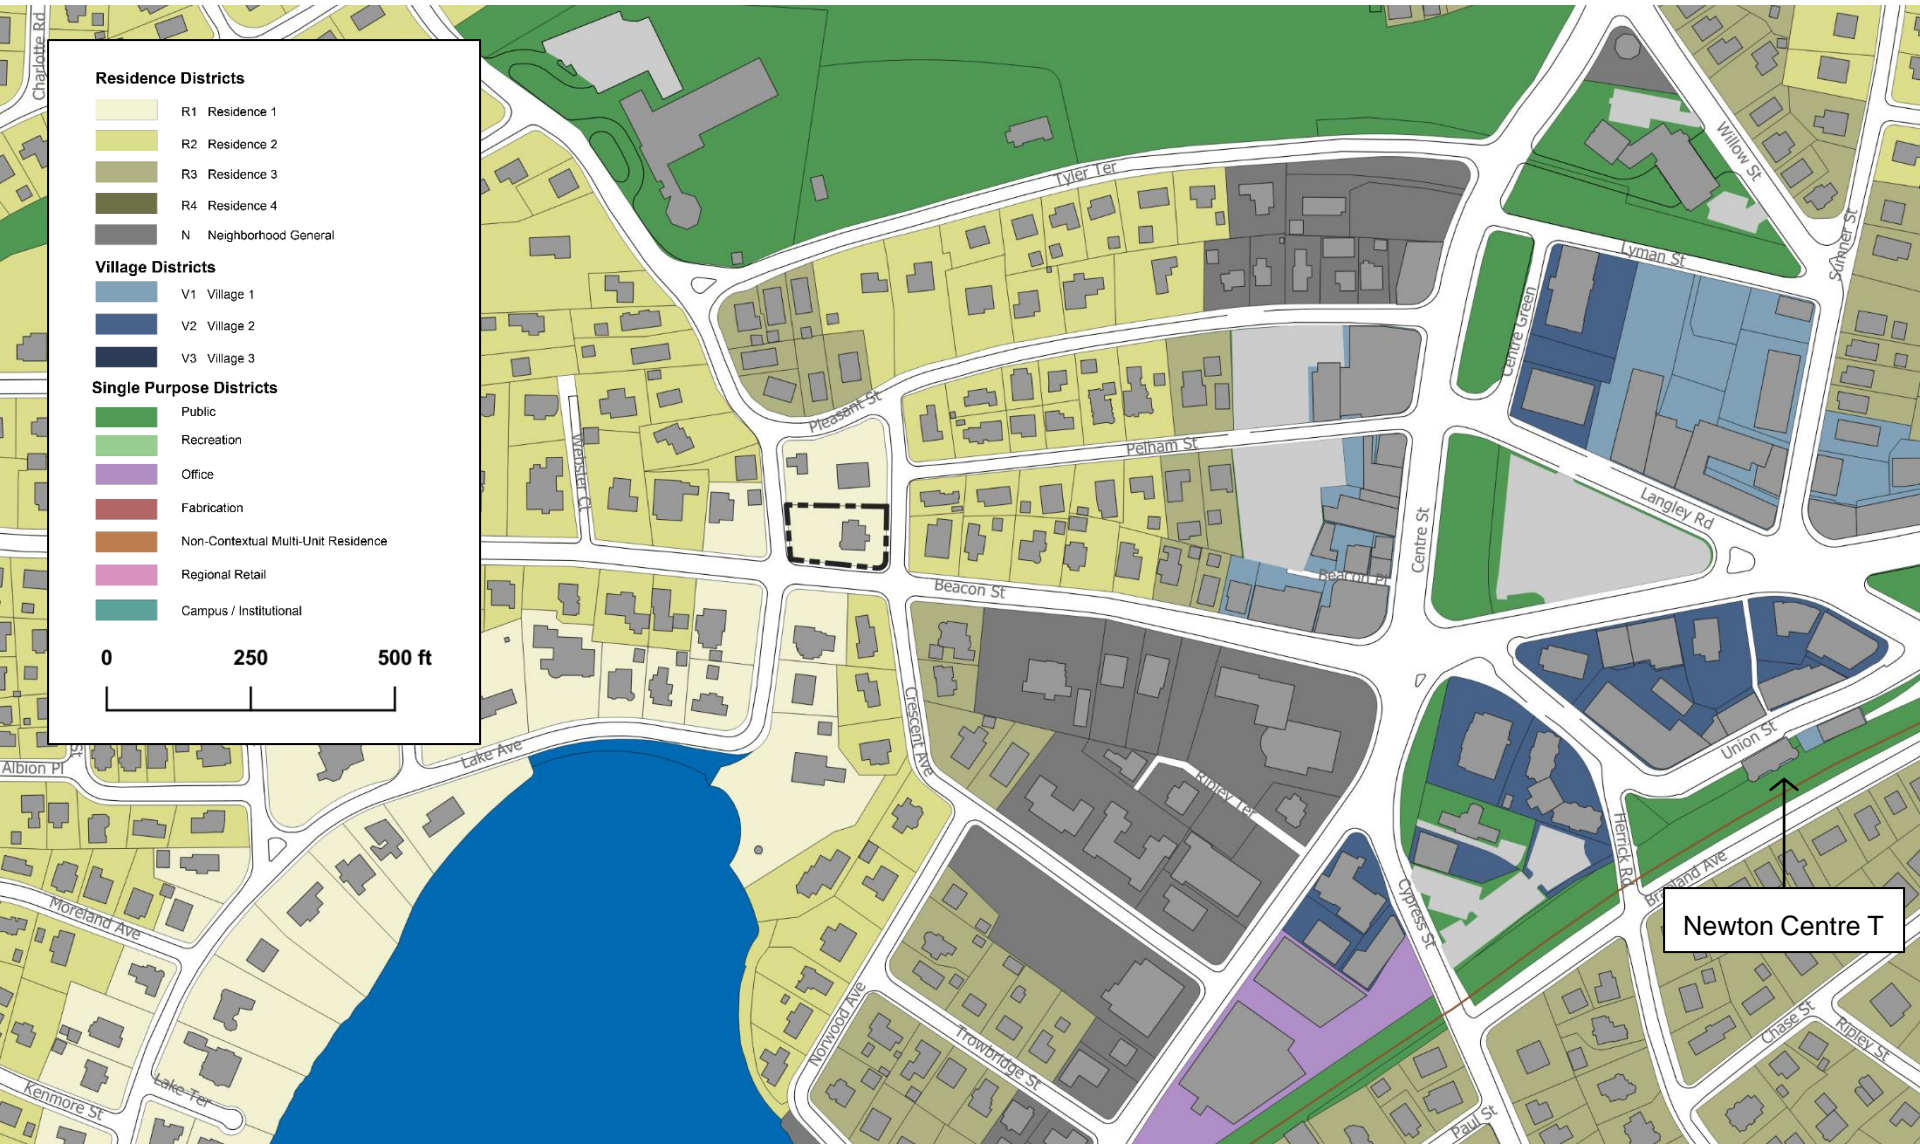 Charlotte Rd
Residence Districts
R1 Residence 1
R2 Residence 2
R3 Residence 3
R4 Residence 4
N Neighborhood General
Village Districts
V1 Village 1
V2 Village 2
V3 Village 3
Single Purpose Districts
Public
Recreation
Office
Fabrication
Non-Contextual Multi-Unit Residence
Regional Retail
Campus / Institutional
0 250 500 ft
Tyler Ter
Willow St
Sumner St
Lyman St
Centre Green
Pleasant St
Webster Ct
Pelham St
Langley Rd
Centre St
Beacon Pl
Beacon St
Crescent Ave
Lake Ave
Union St
St
Albion Pl
Ripley Ter
Herrick Rd
Braeland Ave
Cypress St
Newton Centre T
Moreland Ave
Norwood Ave
Trowbridge St
Chase St
Ripley St
Lake Ter
Kenmore St
Paul St